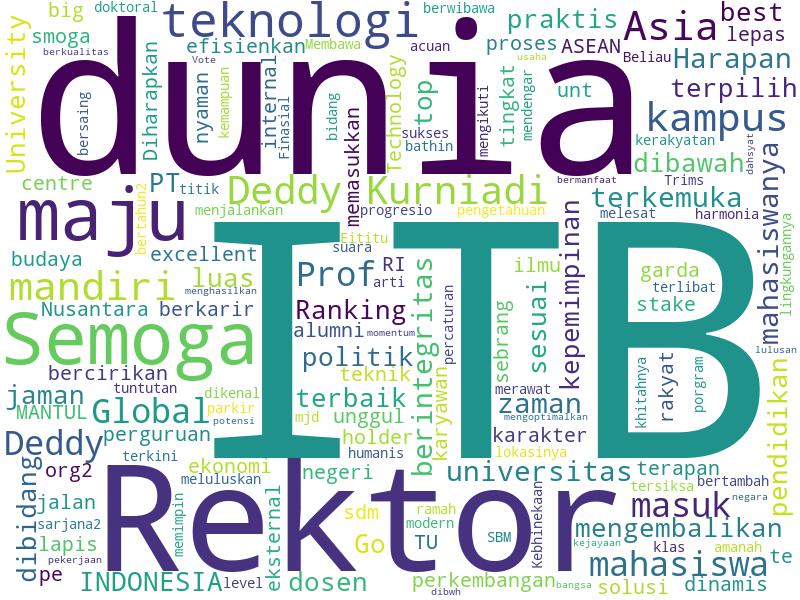 big
doktoral
teknologi
berwibawa
praktis
Asia
best
smoga
efisienkan
Membawa
acuan
proses
ASEAN
lepas
berkualitas
Vote
usaha
Beliau
Harapan
University
dunia
terpilih
bersaing
Diharapkan
nyaman
kemampuan
internal
Finasial
bidang
memasukkan
Technology
top
sukses
bathin
mengikuti
tingkat
mendengar
unt
kampus
kerakyatan
dahsyat
dibawah
centre
PT
titik
Deddy Kurniadi
bermanfaat
Trims
terkemuka
mahasiswanya
maju
bertahun2
menjalankan
progresio
pengetahuan
melesat
harmonia
lingkungannya
suara
Eititu
budaya
excellent
Prof
RI
arti
ITB
ilmu
kepemimpinan
garda
terlibat
stake
mandiri
luas
menghasilkan
Nusantara
berkarir
Ranking
alumni
momentum
berintegritas
percaturan
sebrang
sesuai
Semoga
politik
teknik
karyawan
khitahnya
rakyat
porgram
lulusan
bercirikan
tuntutan
jaman
MANTUL
Global
dikenal
parkir
potensi
terbaik
mjd
unggul
merawat
zaman
mengoptimalkan
Deddy
perguruan
holder
karakter
lokasinya
pendidikan
terkini
humanis
org2
ekonomi
negeri
universitas
terapan
tersiksa
bertambah
negara
dibidang
meluluskan
Rektor
masuk
jalan
sarjana2
memimpin
eksternal
sdm
ramah
modern
TU
SBM
Kebhinekaan
mengembalikan
lapis
pekerjaan
Go
kejayaan
klas
amanah
pe
INDONESIA
level
dosen
perkembangan
dibwh
bangsa
mahasiswa
te
solusi
dinamis